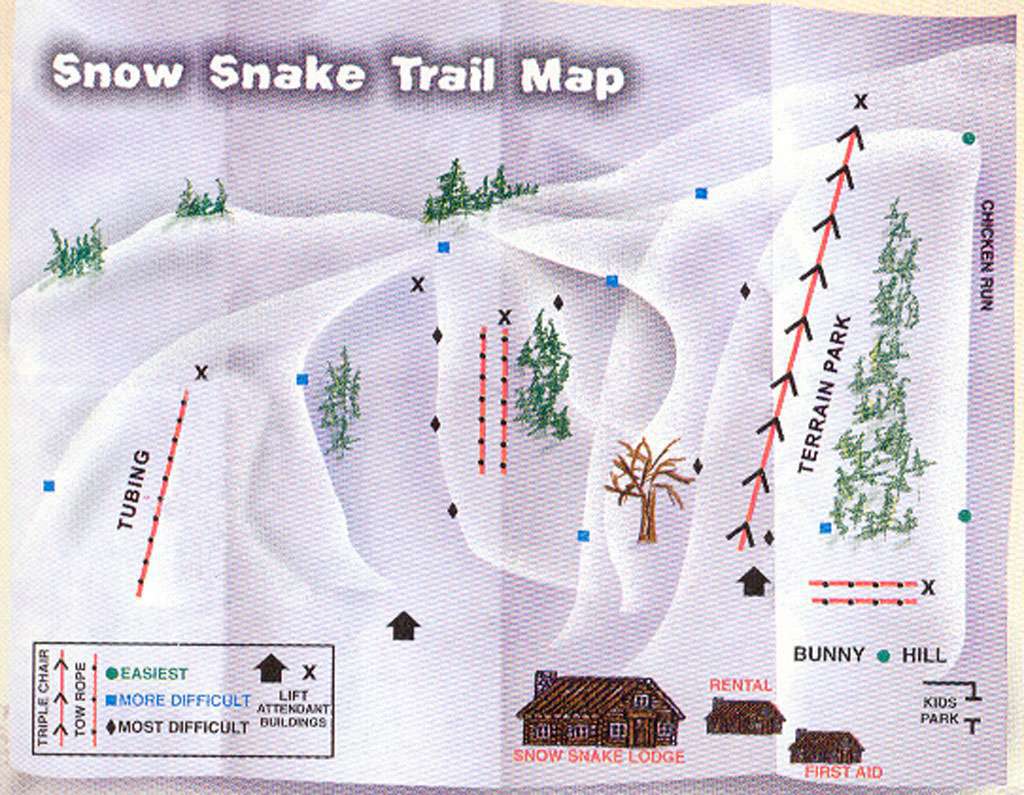 Snow Snake Trail Map
X
CHICKEN RUN
X
X
TERRAIN PARK
X
TUBING
X
BUNNY HILL
TRIPLE CHAIR
TOW ROPE
EASIEST
MORE DIFFICULT
MOST DIFFICULT
X
LIFT
ATTENDANT
BUILDINGS
SNOW SNAKE LODGE
RENTAL
FIRST AID
KIDS
PARK